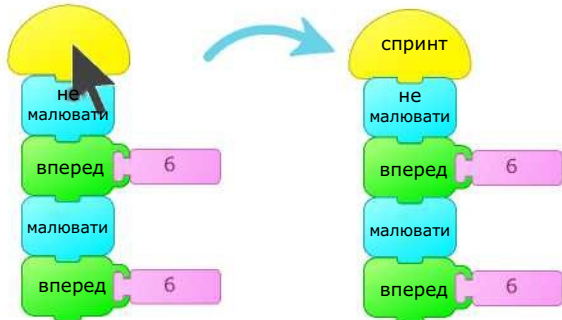 не
малювати
вперед 6
малювати
вперед 6
спринт
не
малювати
вперед 6
малювати
вперед 6